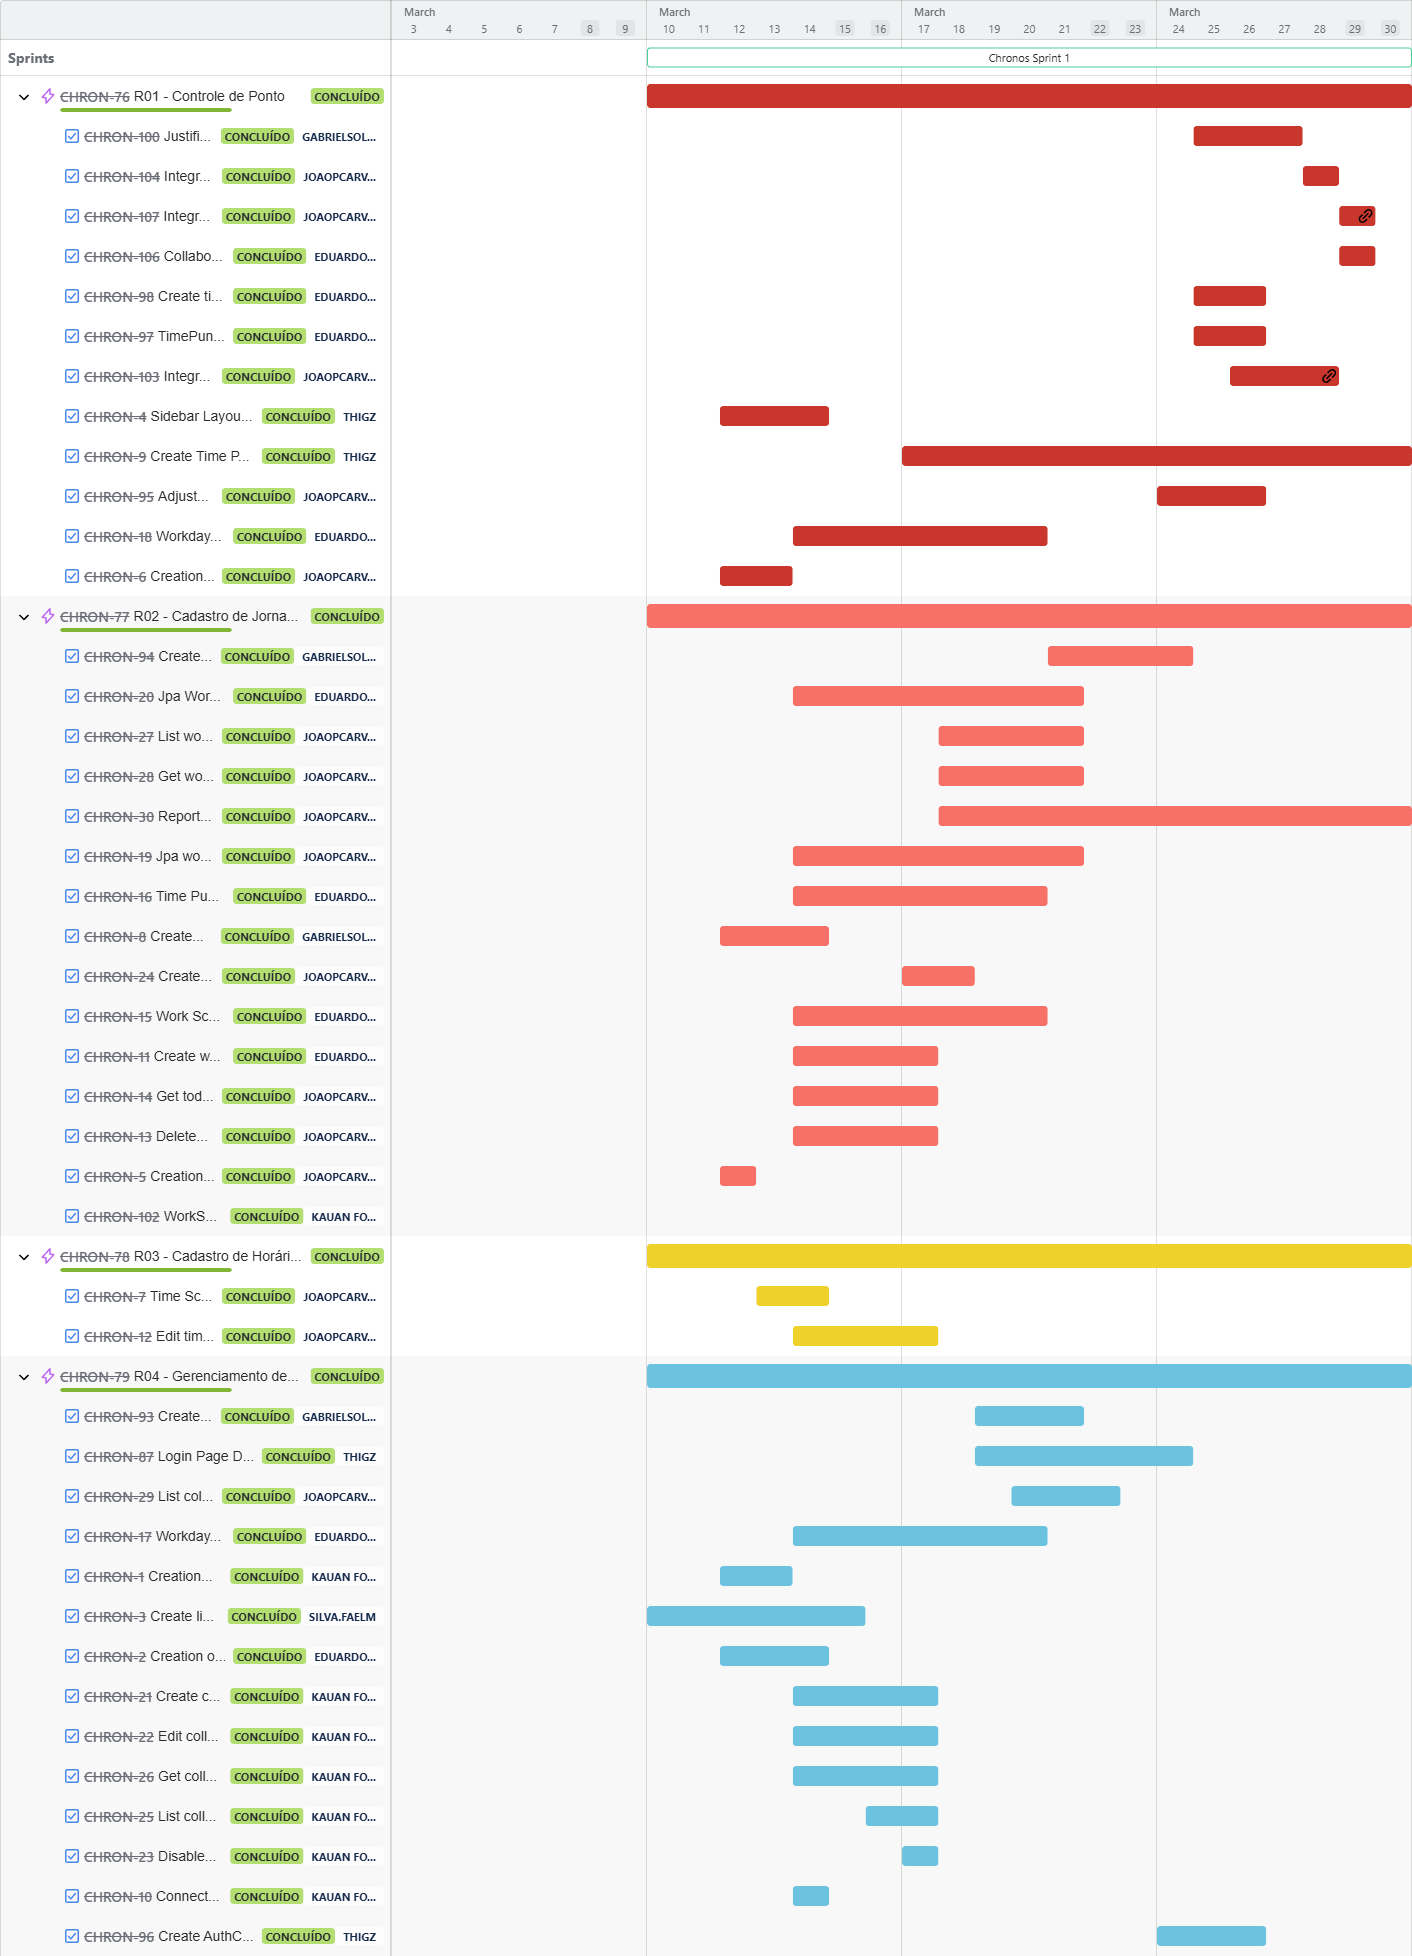 March March March March
3 4 5 6 7 8 9 10 11 12 13 14 15 16 17 18 19 20 21 22 23 24 25 26 27 28 29 30
Sprints Chronos Sprint 1
CHRON-76 R01 - Controle de Ponto CONCLUÍDO
CHRON-100 Justifi... CONCLUÍDO GABRIELSOL...
CHRON-104 Integr... CONCLUÍDO JOAOPCARV...
CHRON-107 Integr... CONCLUÍDO JOAOPCARV...
CHRON-106 Collabo... CONCLUÍDO EDUARDO...
CHRON-98 Create ti... CONCLUÍDO EDUARDO...
CHRON-97 TimePun... CONCLUÍDO EDUARDO...
CHRON-103 Integr... CONCLUÍDO JOAOPCARV...
CHRON-4 Sidebar Layou... CONCLUÍDO THIGZ
CHRON-9 Create Time P... CONCLUÍDO THIGZ
CHRON-95 Adjust... CONCLUÍDO JOAOPCARV...
CHRON-18 Workday... CONCLUÍDO EDUARDO...
CHRON-6 Creation... CONCLUÍDO JOAOPCARV...
CHRON-77 R02 - Cadastro de Jorna... CONCLUÍDO
CHRON-94 Create... CONCLUÍDO GABRIELSOL...
CHRON-20 Jpa Wor... CONCLUÍDO EDUARDO...
CHRON-27 List wo... CONCLUÍDO JOAOPCARV...
CHRON-28 Get wo... CONCLUÍDO JOAOPCARV...
CHRON-30 Report... CONCLUÍDO JOAOPCARV...
CHRON-19 Jpa wo... CONCLUÍDO JOAOPCARV...
CHRON-16 Time Pu... CONCLUÍDO EDUARDO...
CHRON-8 Create... CONCLUÍDO GABRIELSOL...
CHRON-24 Create... CONCLUÍDO JOAOPCARV...
CHRON-15 Work Sc... CONCLUÍDO EDUARDO...
CHRON-11 Create w... CONCLUÍDO EDUARDO...
CHRON-14 Get tod... CONCLUÍDO JOAOPCARV...
CHRON-13 Delete... CONCLUÍDO JOAOPCARV...
CHRON-5 Creation... CONCLUÍDO JOAOPCARV...
CHRON-102 WorkS... CONCLUÍDO KAUAN FO...
CHRON-78 R03 - Cadastro de Horári... CONCLUÍDO
CHRON-7 Time Sc... CONCLUÍDO JOAOPCARV...
CHRON-12 Edit tim... CONCLUÍDO JOAOPCARV...
CHRON-79 R04 - Gerenciamento de... CONCLUÍDO
CHRON-93 Create... CONCLUÍDO GABRIELSOL...
CHRON-87 Login Page D... CONCLUÍDO THIGZ
CHRON-29 List col... CONCLUÍDO JOAOPCARV...
CHRON-17 Workday... CONCLUÍDO EDUARDO...
CHRON-1 Creation... CONCLUÍDO KAUAN FO...
CHRON-3 Create li... CONCLUÍDO SILVA.FAELM
CHRON-2 Creation o... CONCLUÍDO EDUARDO...
CHRON-21 Create c... CONCLUÍDO KAUAN FO...
CHRON-22 Edit coll... CONCLUÍDO KAUAN FO...
CHRON-26 Get coll... CONCLUÍDO KAUAN FO...
CHRON-25 List coll... CONCLUÍDO KAUAN FO...
CHRON-23 Disable... CONCLUÍDO KAUAN FO...
CHRON-10 Connect... CONCLUÍDO KAUAN FO...
CHRON-96 Create AuthC... CONCLUÍDO THIGZ